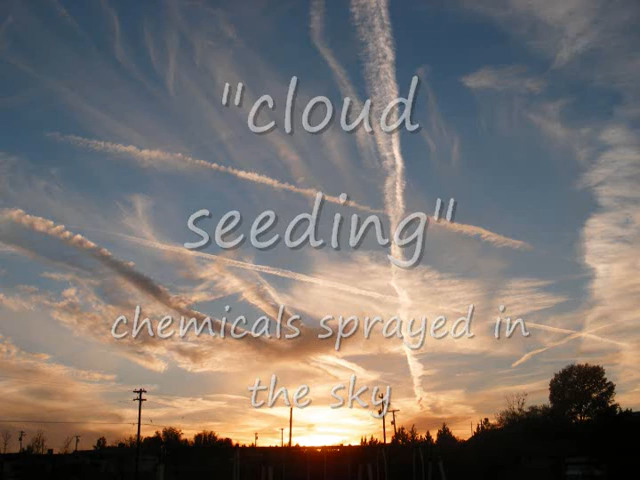 "cloud
seeding"
chemicals sprayed in
the sky